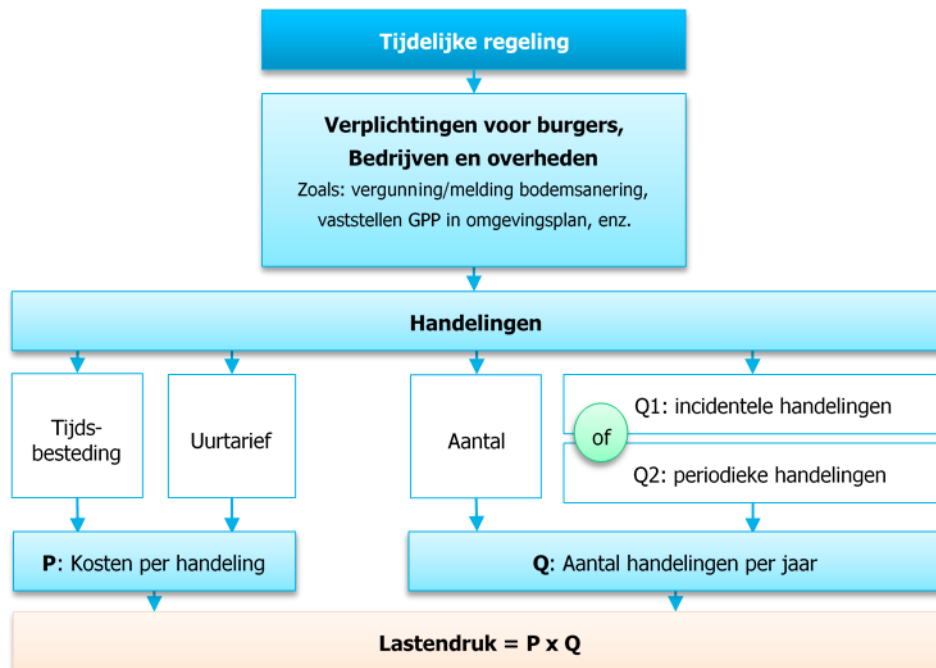 Tijdelijke regeling
Verplichtingen voor burgers,
Bedrijven en overheden
Zoals: vergunning/melding bodemsanering,
vaststellen GPP in omgevingsplan, enz.
Handelingen
Tijds-
besteding
Uurtarief
Aantal
Q1: incidentele handelingen
of
Q2: periodieke handelingen
P: Kosten per handeling
Q: Aantal handelingen per jaar
Lastendruk = P x Q